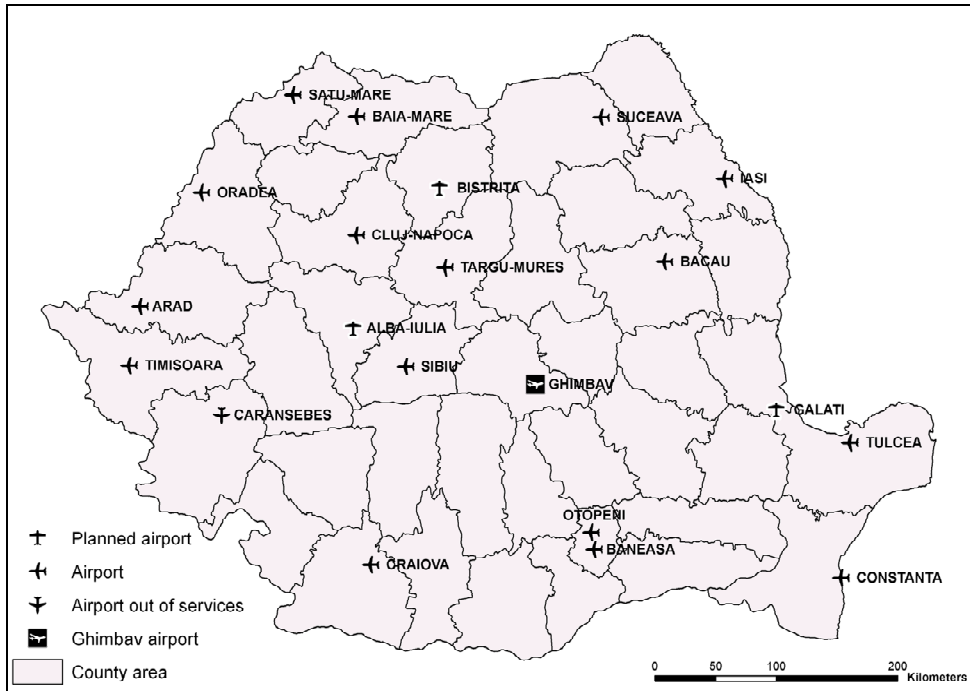 SATU-MARE
BAIA-MARE
SUCEAVA
IASI
ORADEA
BISTRITA
CLUJ-NAPOCA
TARGU-MURES
BACAU
ARAD
ALBA-IULIA
TIMISOARA
SIBIU
GHIMBAV
CARANSEBES
GALATI
TULCEA
OTOPENI
BANEASA
CRAIOVA
CONSTANTA
Planned airport
Airport
Airport out of services
Ghimbav airport
County area
0 50 100 200
Kilometers